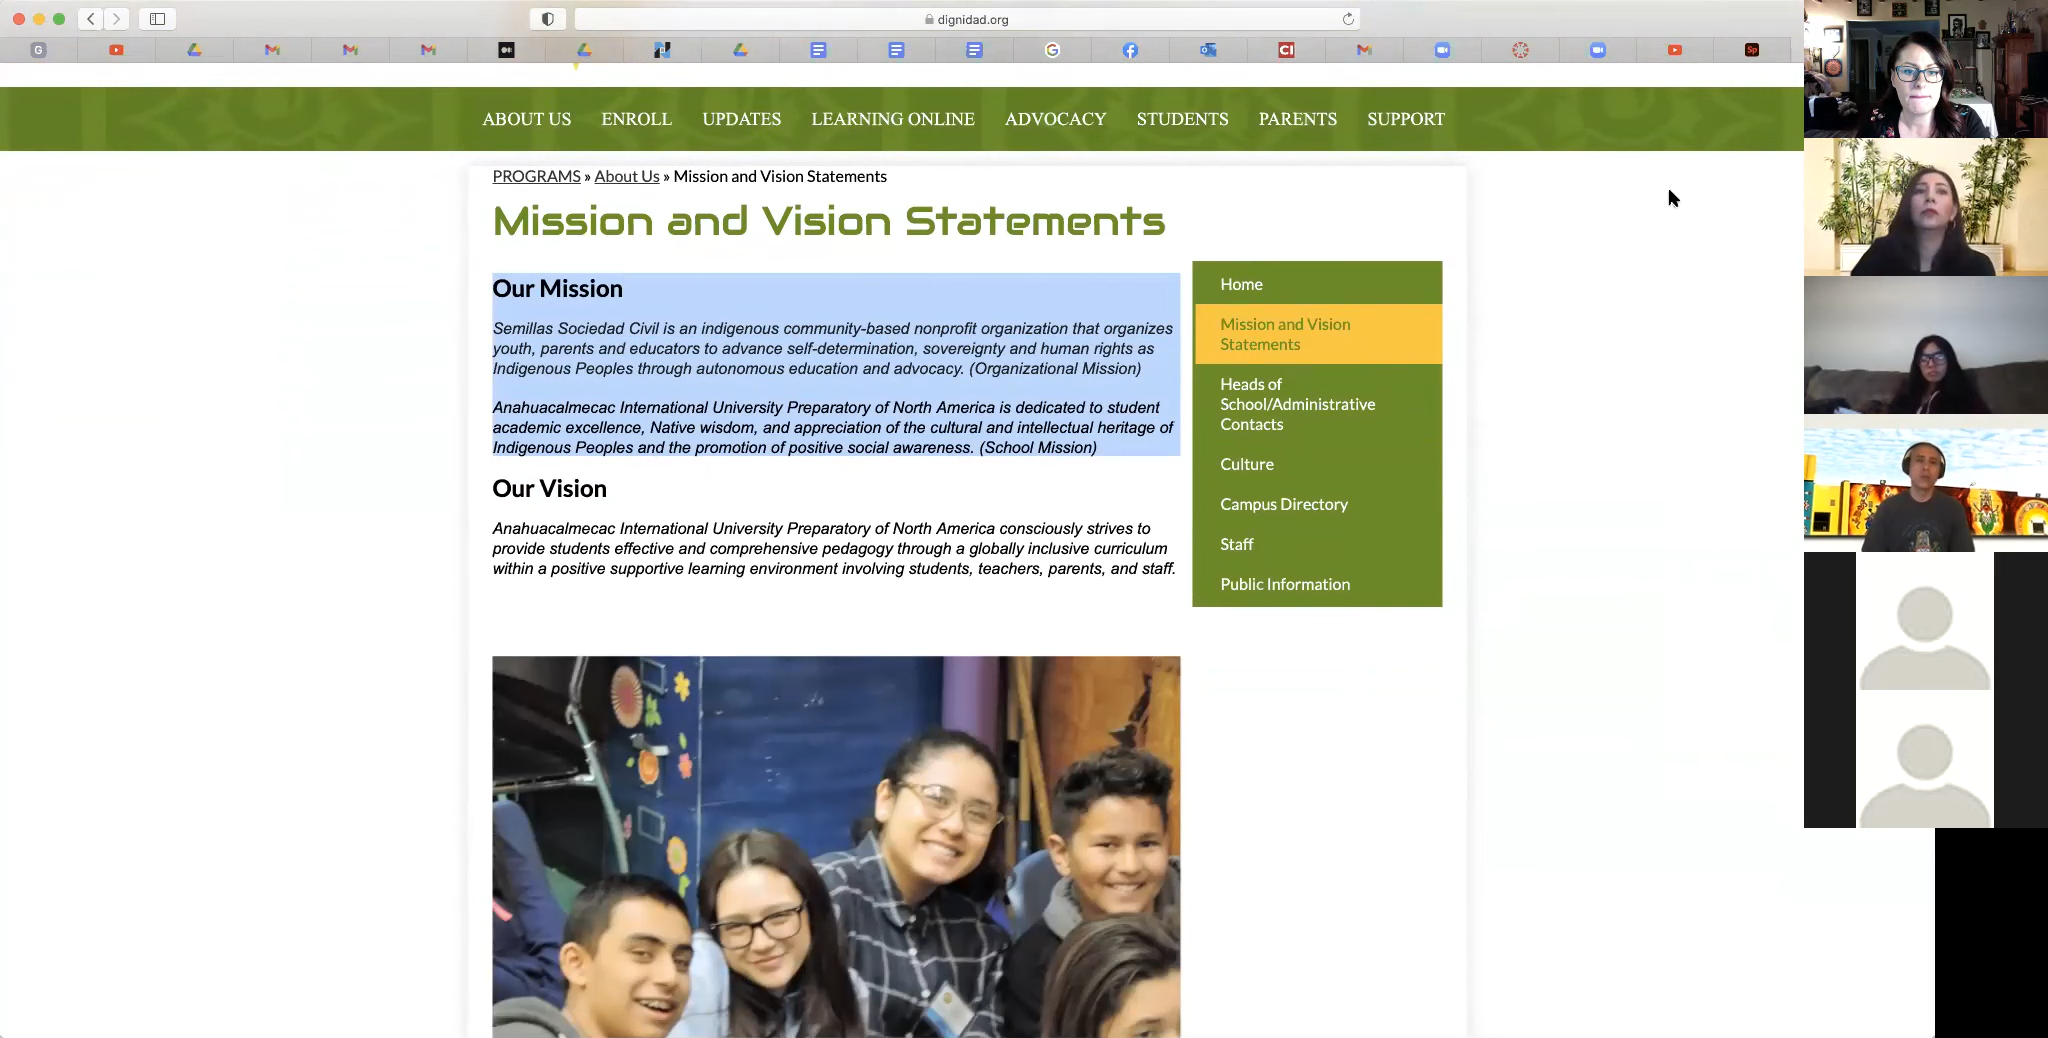 dignidad.org
G
CI
Sp
ABOUT US ENROLL UPDATES LEARNING ONLINE ADVOCACY STUDENTS PARENTS SUPPORT
PROGRAMS » About Us » Mission and Vision Statements
Mission and Vision Statements
Our Mission
Semillas Sociedad Civil is an indigenous community-based nonprofit organization that organizes
youth, parents and educators to advance self-determination, sovereignty and human rights as
Indigenous Peoples through autonomous education and advocacy. (Organizational Mission)
Anahuacalmecac International University Preparatory of North America is dedicated to student
academic excellence, Native wisdom, and appreciation of the cultural and intellectual heritage of
Indigenous Peoples and the promotion of positive social awareness. (School Mission)
Our Vision
Anahuacalmecac International University Preparatory of North America consciously strives to
provide students effective and comprehensive pedagogy through a globally inclusive curriculum
within a positive supportive learning environment involving students, teachers, parents, and staff.
Home
Mission and Vision
Statements
Heads of
School/Administrative
Contacts
Culture
Campus Directory
Staff
Public Information